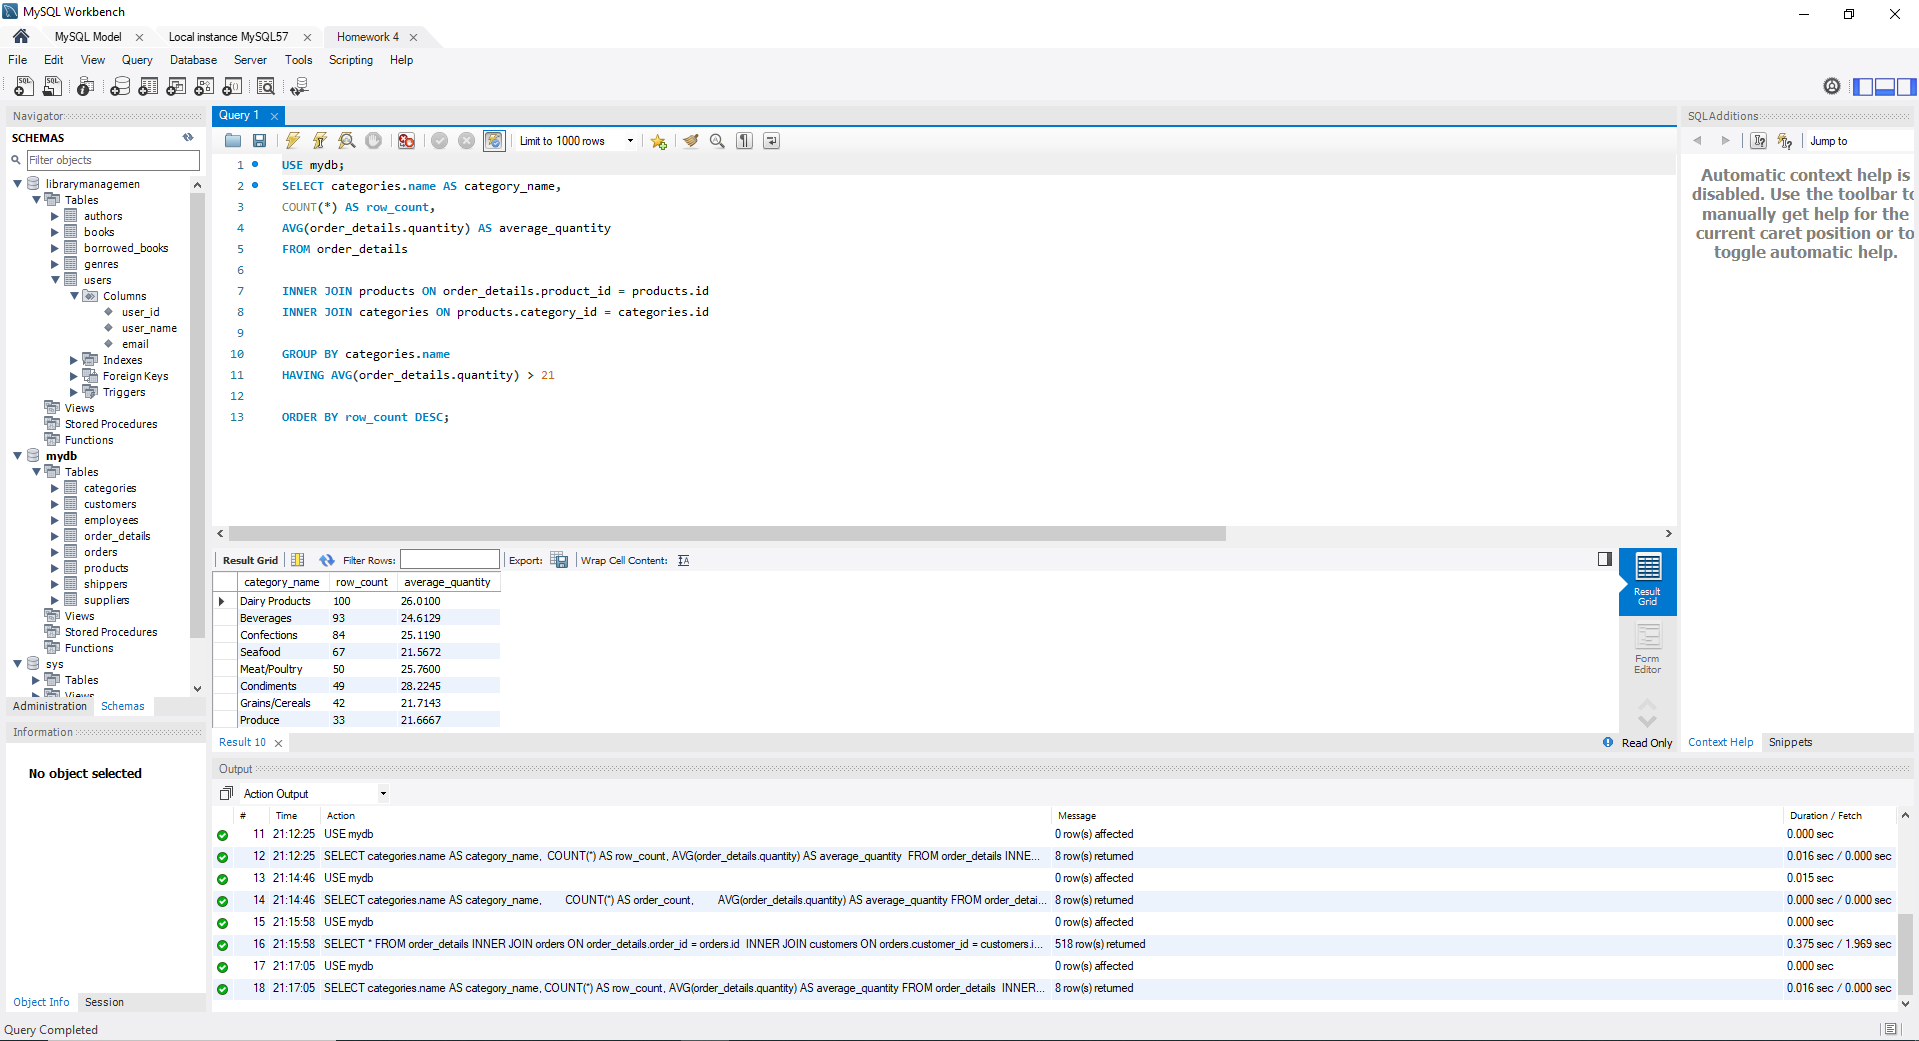 MySQL Workbench
MySQL Model
Local instance MySQL57
Homework 4
File Edit View Query Database Server Tools Scripting Help
Navigator
SCHEMAS
Filter objects
librarymanagemen
Tables
authors
books
borrowed_books
genres
users
Columns
user_id
user_name
email
Indexes
Foreign Keys
Triggers
Views
Stored Procedures
Functions
mydb
Tables
categories
customers
employees
order_details
orders
products
shippers
suppliers
Views
Stored Procedures
Functions
sys
Tables
Views
Administration Schemas
Information
No object selected
Object Info Session
Query Completed
Query 1
Limit to 1000 rows
1 USE mydb;
2 SELECT categories.name AS category_name,
3 COUNT(*) AS row_count,
4 AVG(order_details.quantity) AS average_quantity
5 FROM order_details
6
7 INNER JOIN products ON order_details.product_id = products.id
8 INNER JOIN categories ON products.category_id = categories.id
9
10 GROUP BY categories.name
11 HAVING AVG(order_details.quantity) > 21
12
13 ORDER BY row_count DESC;
Result Grid Filter Rows: Export: Wrap Cell Content:
category_name row_count average_quantity
Dairy Products 100 26.0100
Beverages 93 24.6129
Confections 84 25.1190
Seafood 67 21.5672
Meat/Poultry 50 25.7600
Condiments 49 28.2245
Grains/Cereals 42 21.7143
Produce 33 21.6667
Result
Grid
Form
Editor
Result 10
Read Only
SQLAdditions
Jump to
Automatic context help is
disabled. Use the toolbar to
manually get help for the
current caret position or to
toggle automatic help.
Context Help Snippets
Output
Action Output
# Time Action Message Duration / Fetch
11 21:12:25 USE mydb 0 row(s) affected 0.000 sec
12 21:12:25 SELECT categories.name AS category_name, COUNT(*) AS row_count, AVG(order_details.quantity) AS average_quantity FROM order_details INNE... 8 row(s) returned 0.016 sec / 0.000 sec
13 21:14:46 USE mydb 0 row(s) affected 0.015 sec
14 21:14:46 SELECT categories.name AS category_name, COUNT(*) AS order_count, AVG(order_details.quantity) AS average_quantity FROM order_detai... 8 row(s) returned 0.000 sec / 0.000 sec
15 21:15:58 USE mydb 0 row(s) affected 0.000 sec
16 21:15:58 SELECT * FROM order_details INNER JOIN orders ON order_details.order_id = orders.id INNER JOIN customers ON orders.customer_id = customers.i... 518 row(s) returned 0.375 sec / 1.969 sec
17 21:17:05 USE mydb 0 row(s) affected 0.000 sec
18 21:17:05 SELECT categories.name AS category_name, COUNT(*) AS row_count, AVG(order_details.quantity) AS average_quantity FROM order_details INNER... 8 row(s) returned 0.016 sec / 0.000 sec